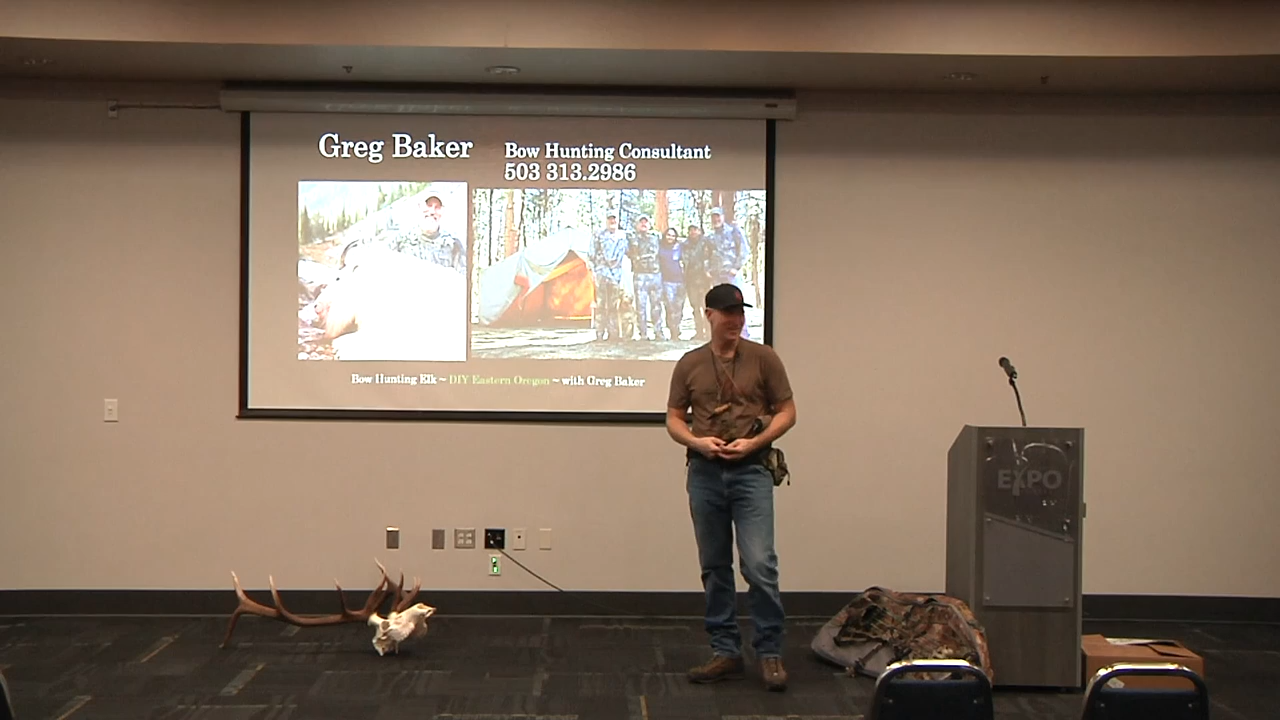 Greg Baker
Bow Hunting Consultant
503 313.2986
Bow Hunting Elk ~ DIY Eastern Oregon ~ with Greg Baker
EXPO